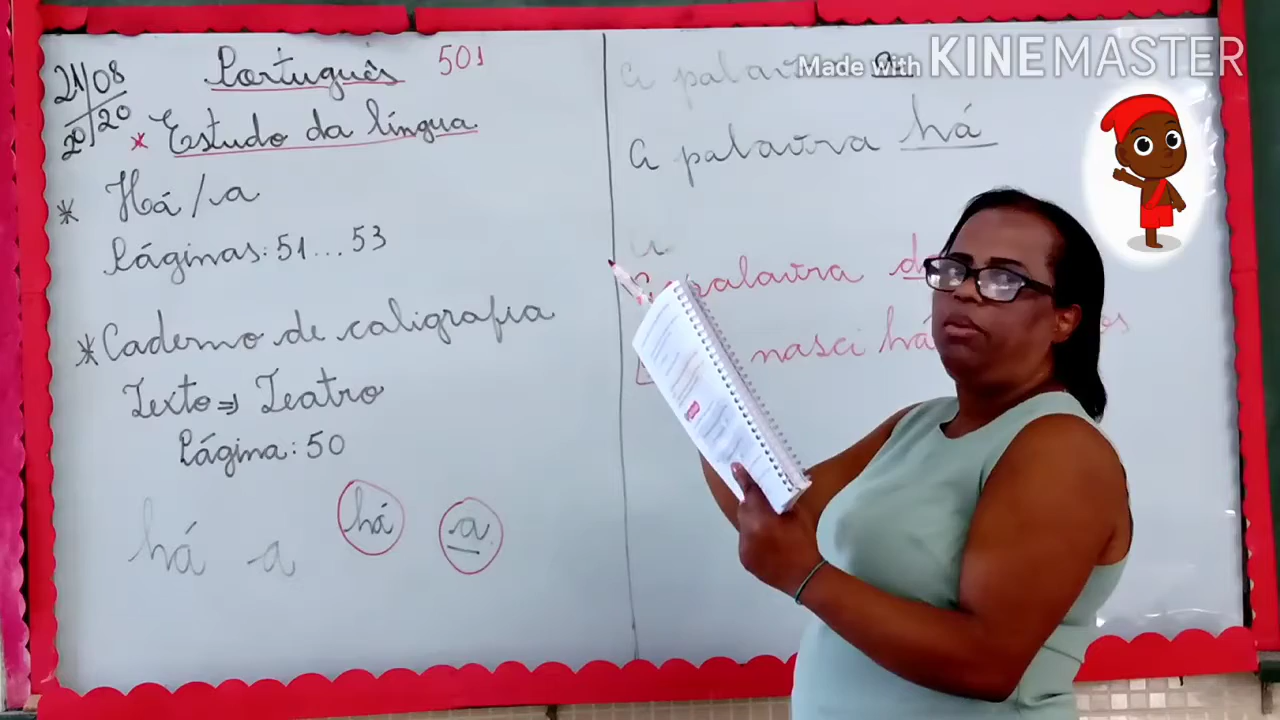 21/08
2020
Português 501
* Estudo da língua
* Há/a
Páginas: 51...53
* Caderno de caligrafia
Texto => Teatro
Página: 50
há a há a.
Made with KINEMASTER
A palavra a
A palavra há
palavra
nasci há